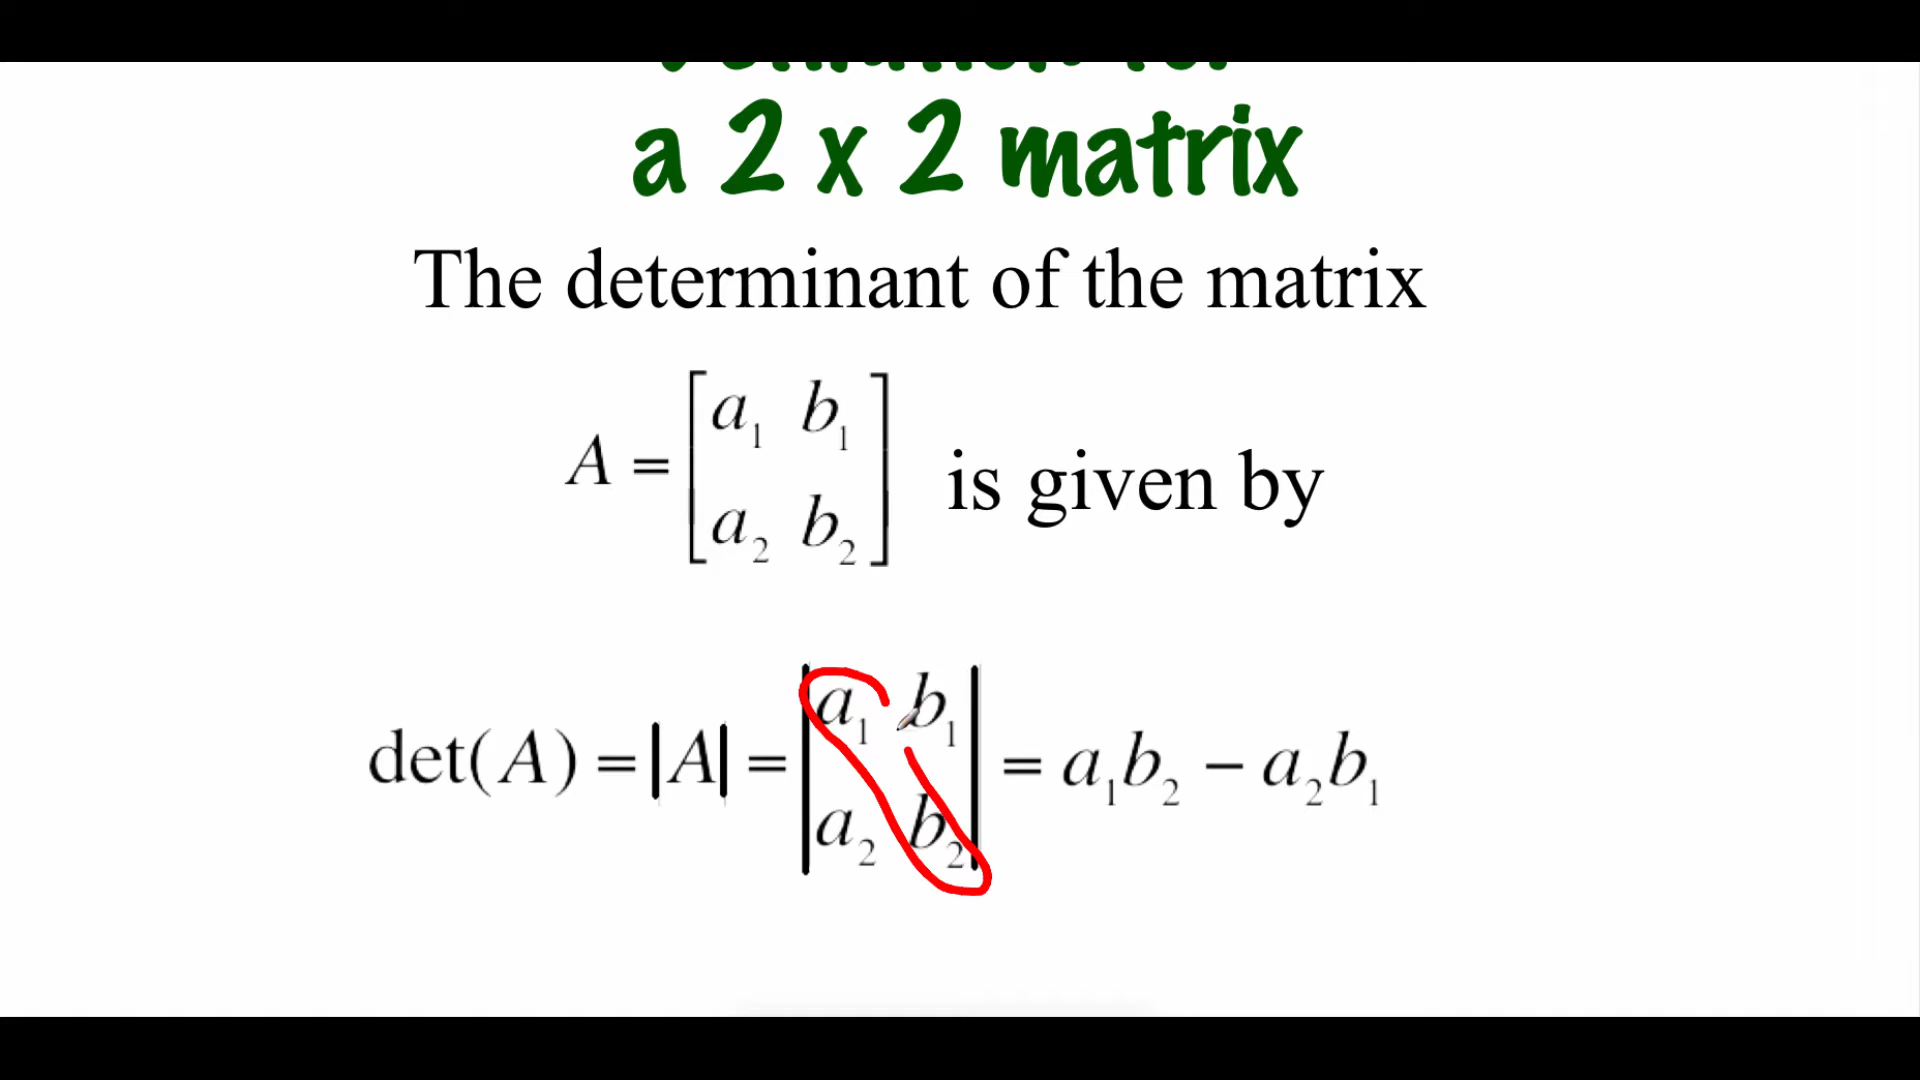 a 2 x 2 matrix
The determinant of the matrix
A = [a₁ b₁
a₂ b₂] is given by
det(A) = |A| = |a₁ b₁
a₂ b₂| = a₁b₂ − a₂b₁